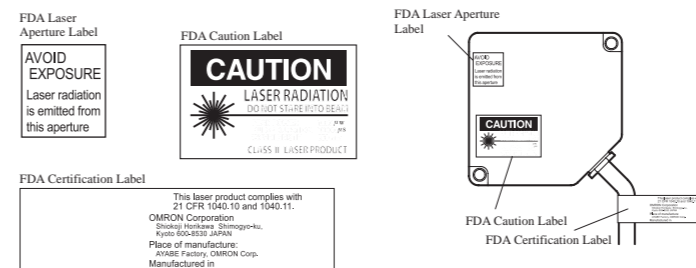 FDA Laser
Aperture Label
AVOID
EXPOSURE
Laser radiation
is emitted from
this aperture
FDA Caution Label
CAUTION
LASER RADIATION
DO NOT STARE INTO BEAM
CLASS II LASER PRODUCT
FDA Certification Label
This laser product complies with
21 CFR 1040.10 and 1040.11.
OMRON Corporation
Shiokoji Horikawa Shimogyo-ku,
Kyoto 600-8530 JAPAN
Place of manufacture:
AYABE Factory, OMRON Corp.
Manufactured in
FDA Laser Aperture
Label
AVOID
EXPOSURE
Laser radiation
is emitted from
this aperture
CAUTION
FDA Caution Label
FDA Certification Label